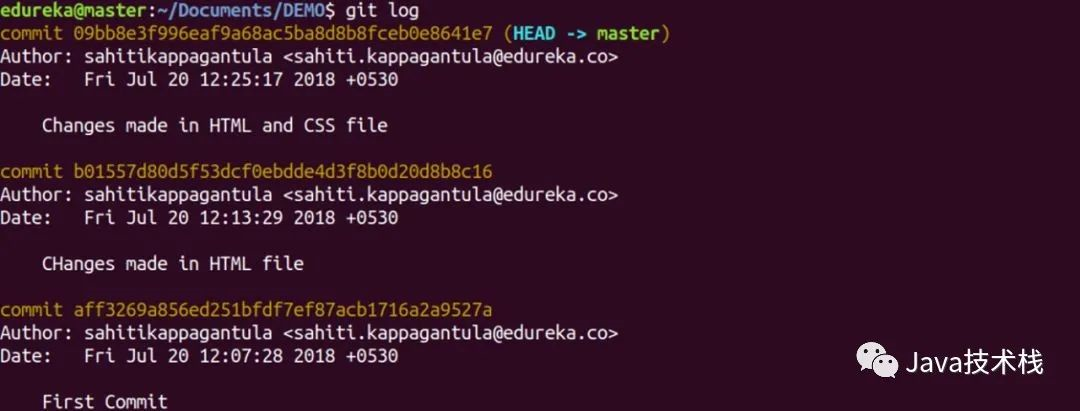 edureka@master:~/Documents/DEMO$ git log
commit 09bb8e3f996eaf9a68ac5ba8d8b8fceb0e8641e7 (HEAD -> master)
Author: sahitikappagantula <sahiti.kappagantula@edureka.co>
Date:   Fri Jul 20 12:25:17 2018 +0530
Changes made in HTML and CSS file
commit b01557d80d5f53dcf0ebdde4d3f8b0d20d8b8c16
Author: sahitikappagantula <sahiti.kappagantula@edureka.co>
Date:   Fri Jul 20 12:13:29 2018 +0530
CHanges made in HTML file
commit aff3269a856ed251bfdf7ef87acb1716a2a9527a
Author: sahitikappagantula <sahiti.kappagantula@edureka.co>
Date:   Fri Jul 20 12:07:28 2018 +0530
First Commit
Java技术栈